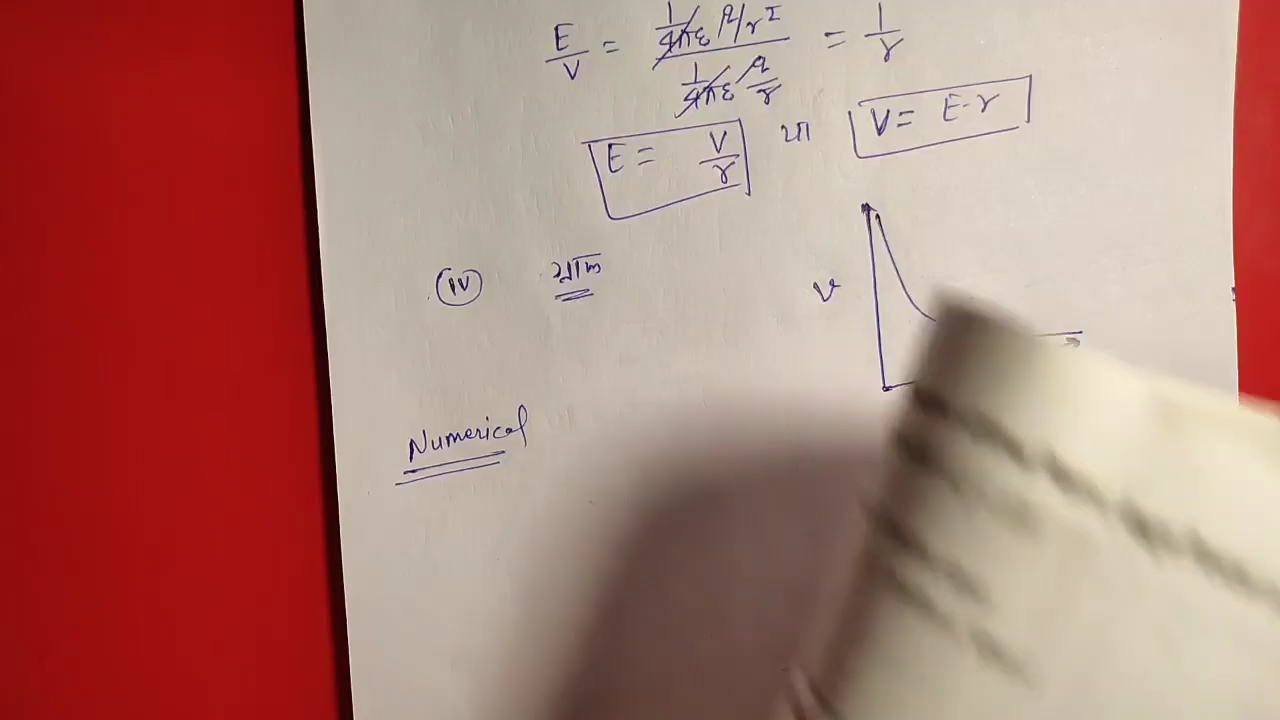 E/V = (1/4πε q/r²)/(1/4πε q/r) = 1/r
E = V/r या V = E·r
(iv) ग्राफ V
Numerical